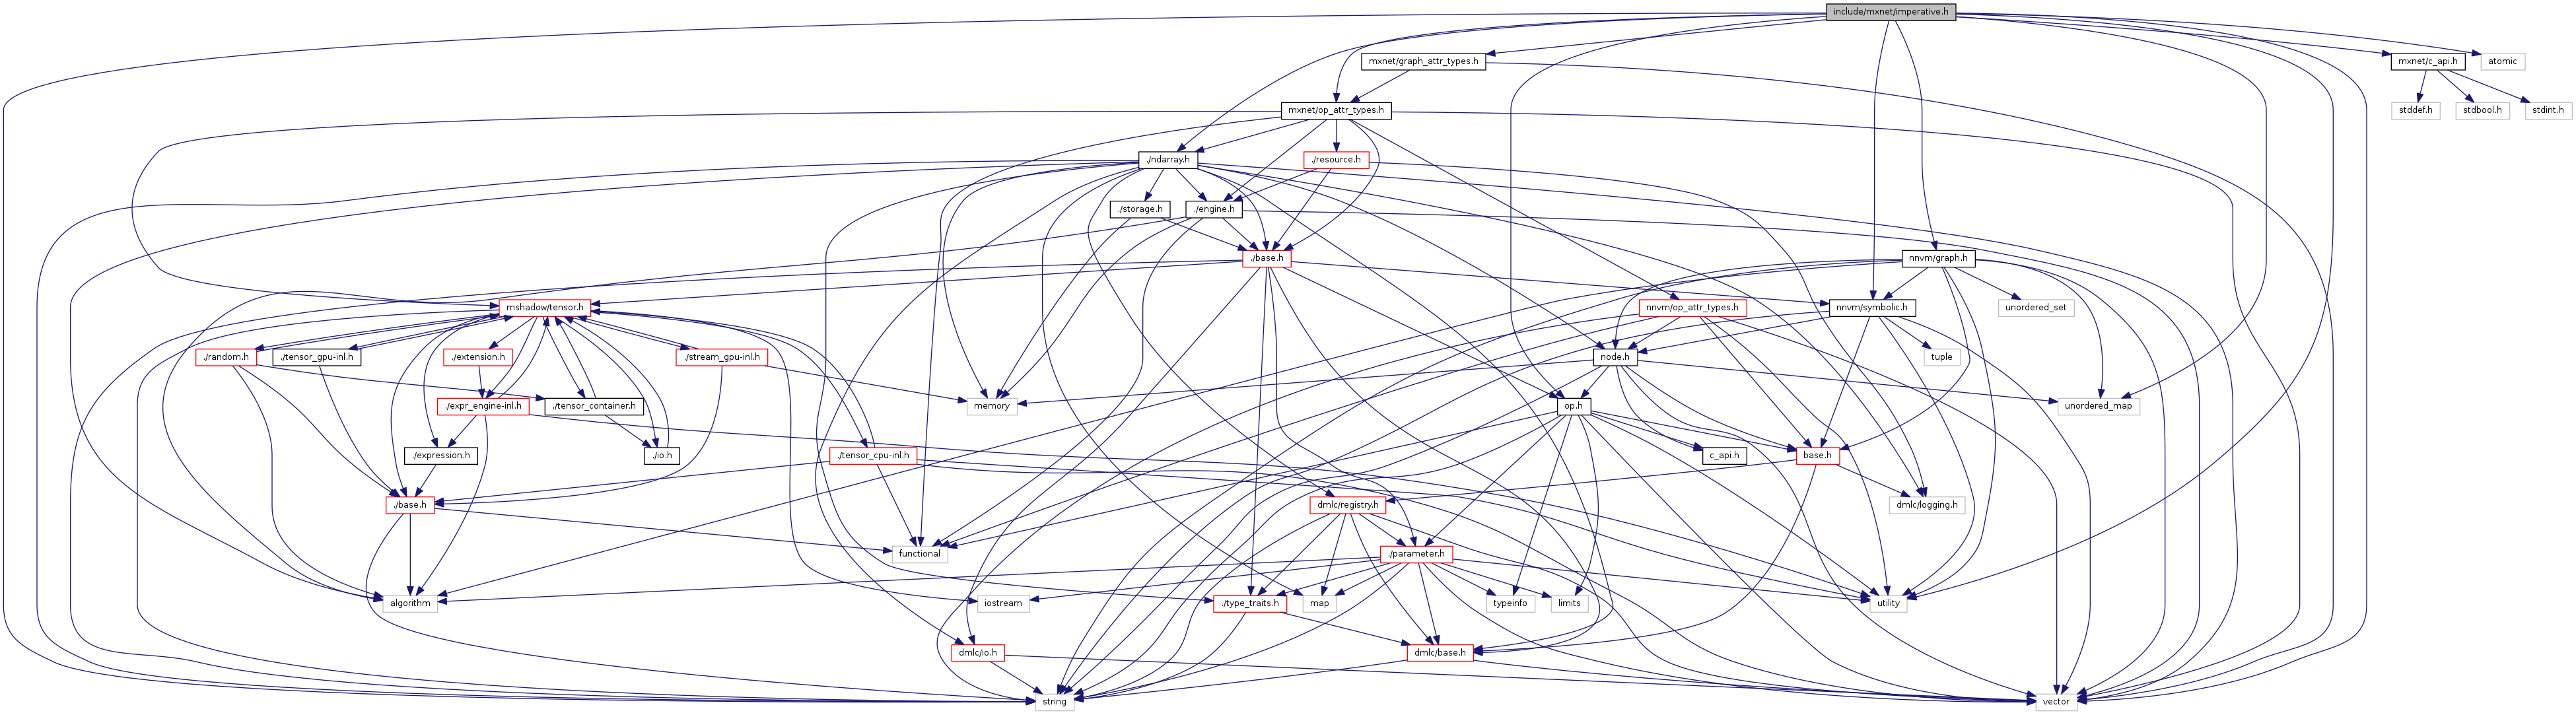 include/mxnet/imperative.h
mxnet/graph_attr_types.h
mxnet/c_api.h
atomic
mxnet/op_attr_types.h
stddef.h
stdbool.h
stdint.h
./ndarray.h
./resource.h
./storage.h
./engine.h
./base.h
nnvm/graph.h
mshadow/tensor.h
nnvm/op_attr_types.h
nnvm/symbolic.h
unordered_set
./random.h
./tensor_gpu-inl.h
./extension.h
./stream_gpu-inl.h
node.h
tuple
./expr_engine-inl.h
./tensor_container.h
memory
op.h
unordered_map
./expression.h
./io.h
./tensor_cpu-inl.h
c_api.h
base.h
./base.h
dmlc/registry.h
dmlc/logging.h
functional
./parameter.h
algorithm
iostream
./type_traits.h
map
typeinfo
limits
utility
dmlc/io.h
dmlc/base.h
string
vector